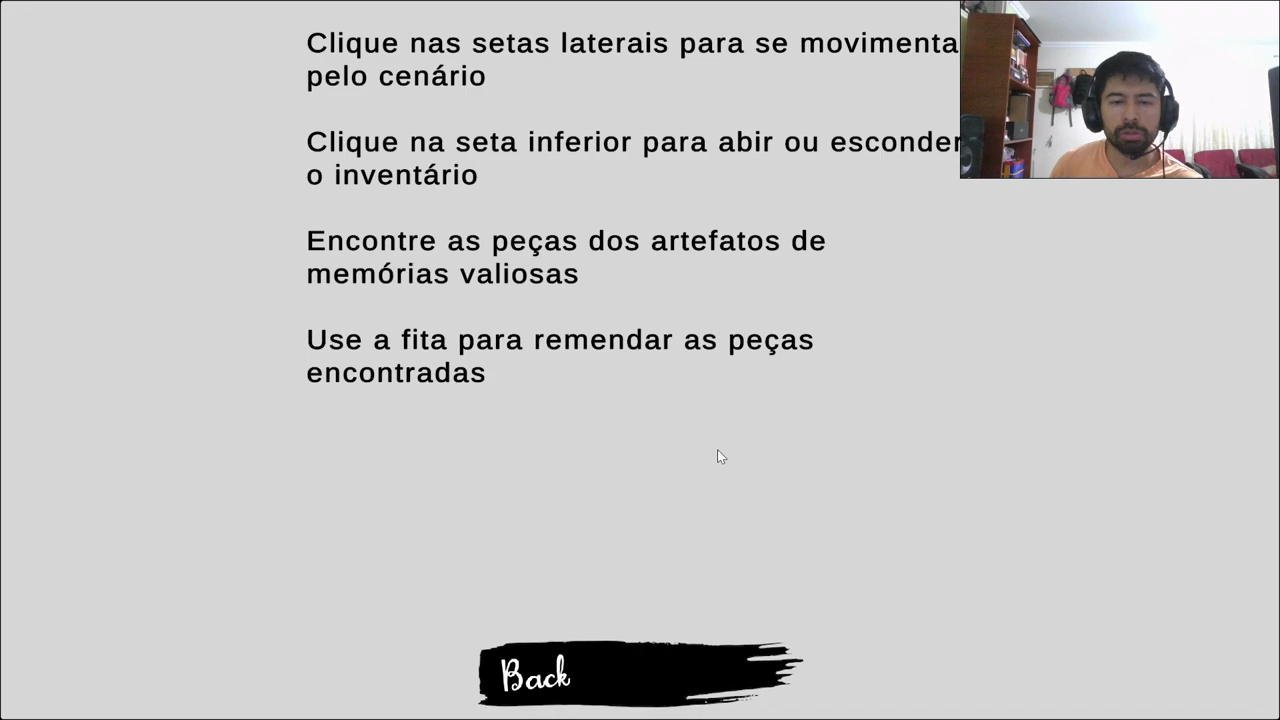 Clique nas setas laterais para se movimenta
pelo cenário
Clique na seta inferior para abir ou esconder
o inventário
Encontre as peças dos artefatos de
memórias valiosas
Use a fita para remendar as peças
encontradas
Back